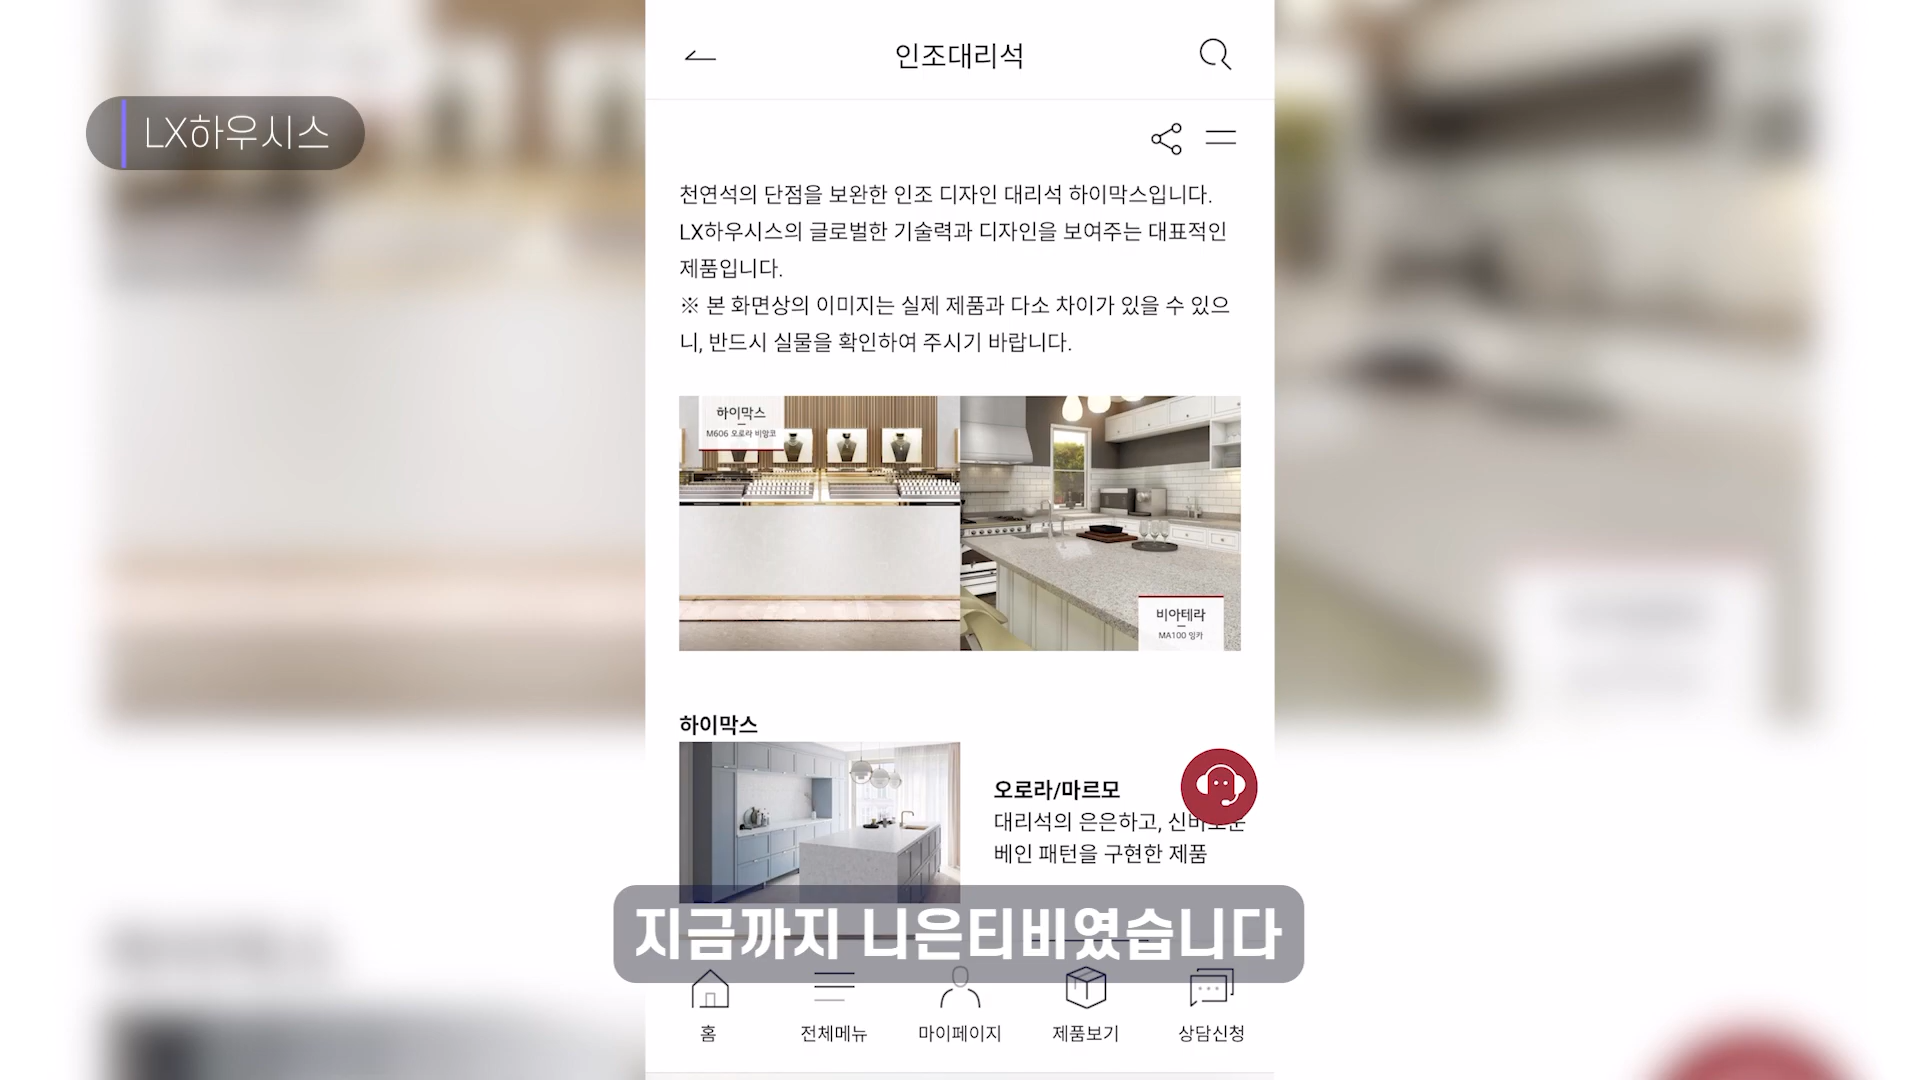 LX하우시스
인조대리석
천연석의 단점을 보완한 인조 디자인 대리석 하이막스입니다.
LX하우시스의 글로벌한 기술력과 디자인을 보여주는 대표적인
제품입니다.
※ 본 화면상의 이미지는 실제 제품과 다소 차이가 있을 수 있으
니, 반드시 실물을 확인하여 주시기 바랍니다.
하이막스
M606 오로라 비앙코
비아테라
MA100 잉카
하이막스
오로라/마르모
대리석의 은은하고, 신비로운
베인 패턴을 구현한 제품
지금까지 니은티비였습니다
홈
전체메뉴
마이페이지
제품보기
상담신청